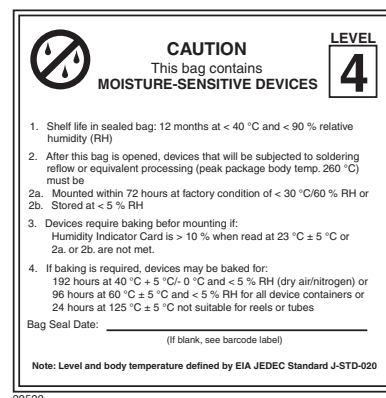 LEVEL
CAUTION
This bag contains
MOISTURE-SENSITIVE DEVICES
4
1. Shelf life in sealed bag: 12 months at < 40 °C and < 90 % relative
humidity (RH)
2. After this bag is opened, devices that will be subjected to soldering
reflow or equivalent processing (peak package body temp. 260 °C)
must be
2a. Mounted within 72 hours at factory condition of < 30 °C/60 % RH or
2b. Stored at < 5 % RH
3. Devices require baking befor mounting if:
Humidity Indicator Card is > 10 % when read at 23 °C ± 5 °C or
2a. or 2b. are not met.
4. If baking is required, devices may be baked for:
192 hours at 40 °C + 5 °C/- 0 °C and < 5 % RH (dry air/nitrogen) or
96 hours at 60 °C ± 5 °C and < 5 % RH for all device containers or
24 hours at 125 °C ± 5 °C not suitable for reels or tubes
Bag Seal Date:
(If blank, see barcode label)
Note: Level and body temperature defined by EIA JEDEC Standard J-STD-020